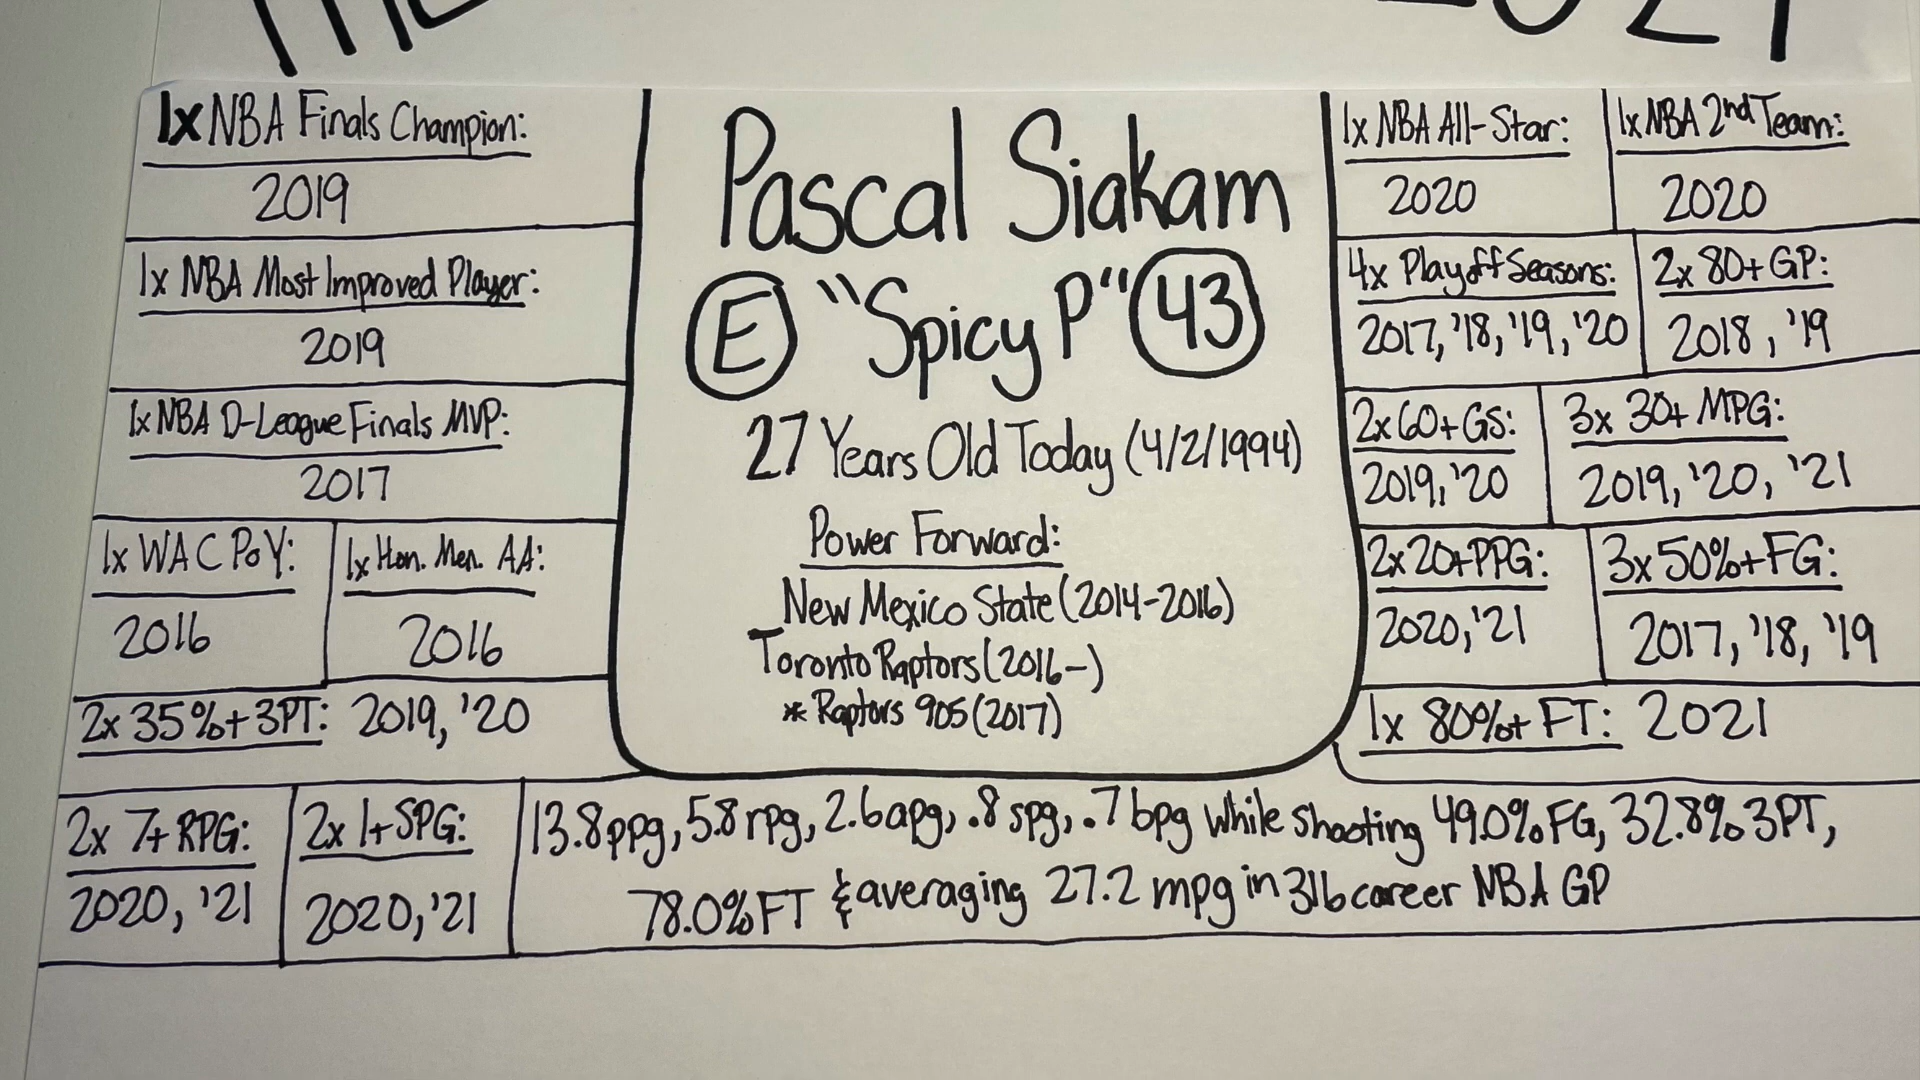 1x NBA Finals Champion:
2019
1x NBA Most Improved Player:
2019
1x NBA D-League Finals MVP:
2017
1x WAC PoY:
2016
1x Hon. Men. AA:
2016
2x 35%+ 3PT: 2019, '20
2x 7+ RPG:
2020, '21
2x 1+ SPG:
2020, '21
Pascal Siakam
E "Spicy P" 43
27 Years Old Today (4/2/1994)
Power Forward:
New Mexico State (2014-2016)
Toronto Raptors (2016-)
* Raptors 905 (2017)
1x NBA All-Star:
2020
1x NBA 2nd Team:
2020
4x Playoff Seasons:
2017, '18, '19, '20
2x 80+ GP:
2018, '19
2x 60+ GS:
2019, '20
3x 30+ MPG:
2019, '20, '21
2x 20+ PPG:
2020, '21
3x 50%+ FG:
2017, '18, '19
1x 80%+ FT: 2021
13.8 ppg, 5.8 rpg, 2.6 apg, .8 spg, .7 bpg while shooting 49.0% FG, 32.8% 3PT,
78.0% FT & averaging 27.2 mpg in 316 career NBA GP